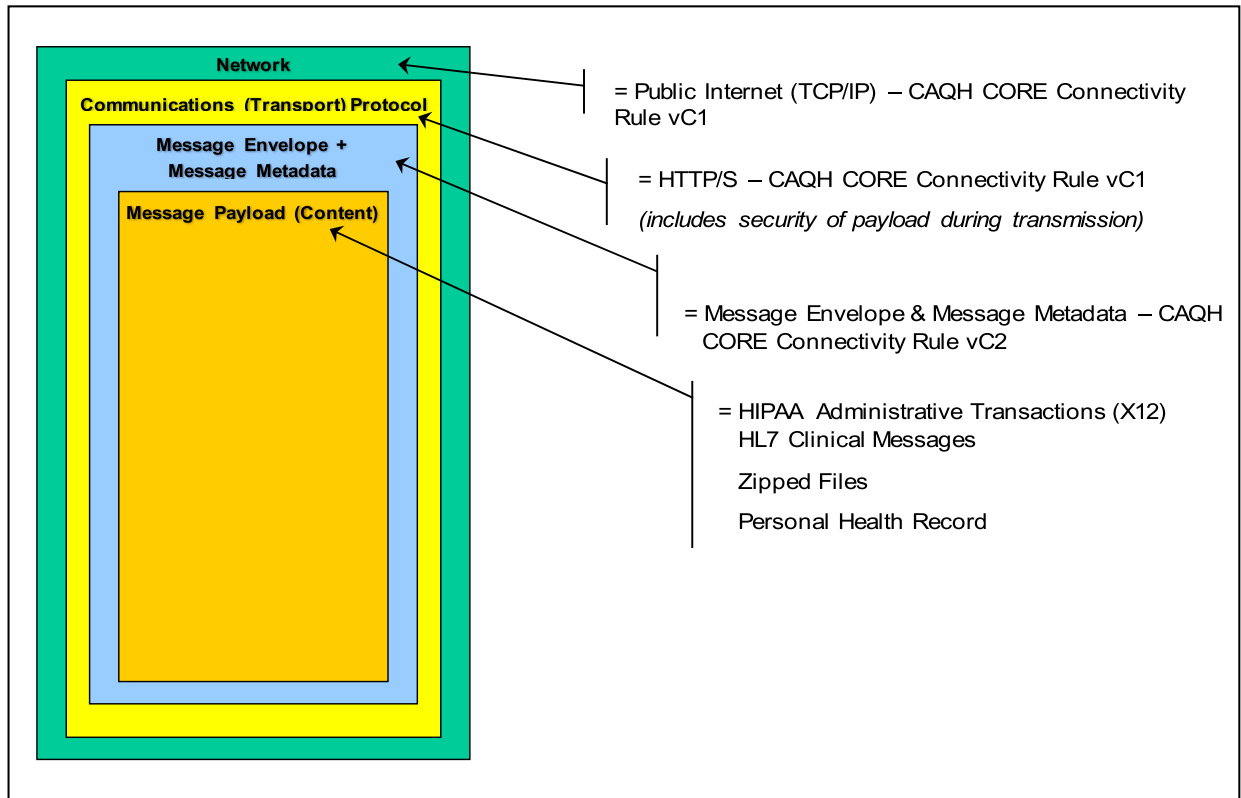 Network
Communications (Transport) Protocol
Message Envelope +
Message Metadata
Message Payload (Content)
= Public Internet (TCP/IP) – CAQH CORE Connectivity
Rule vC1
= HTTP/S – CAQH CORE Connectivity Rule vC1
(includes security of payload during transmission)
= Message Envelope & Message Metadata – CAQH
CORE Connectivity Rule vC2
= HIPAA Administrative Transactions (X12)
HL7 Clinical Messages
Zipped Files
Personal Health Record